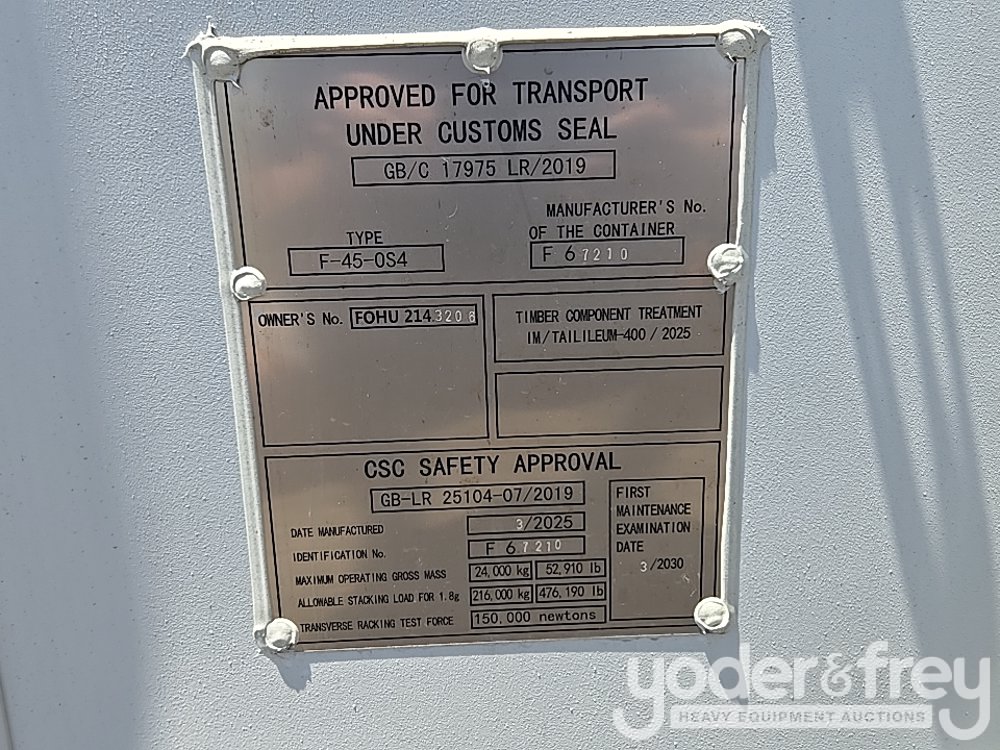 APPROVED FOR TRANSPORT
UNDER CUSTOMS SEAL
GB/C 17975 LR/2019
TYPE
F-45-0S4
MANUFACTURER'S No.
OF THE CONTAINER
F 67210
OWNER'S No. FOHU 214 3206
TIMBER COMPONENT TREATMENT
IM/TAILILEUM-400 / 2025
CSC SAFETY APPROVAL
GB-LR 25104-07/2019
DATE MANUFACTURED 3/2025
IDENTIFICATION No. F 67210
MAXIMUM OPERATING GROSS MASS 24,000 kg 52,910 lb
ALLOWABLE STACKING LOAD FOR 1.8g 216,000 kg 476,190 lb
TRANSVERSE RACKING TEST FORCE 150,000 newtons
FIRST
MAINTENANCE
EXAMINATION
DATE
3/2030
yoder&frey
HEAVY EQUIPMENT AUCTIONS